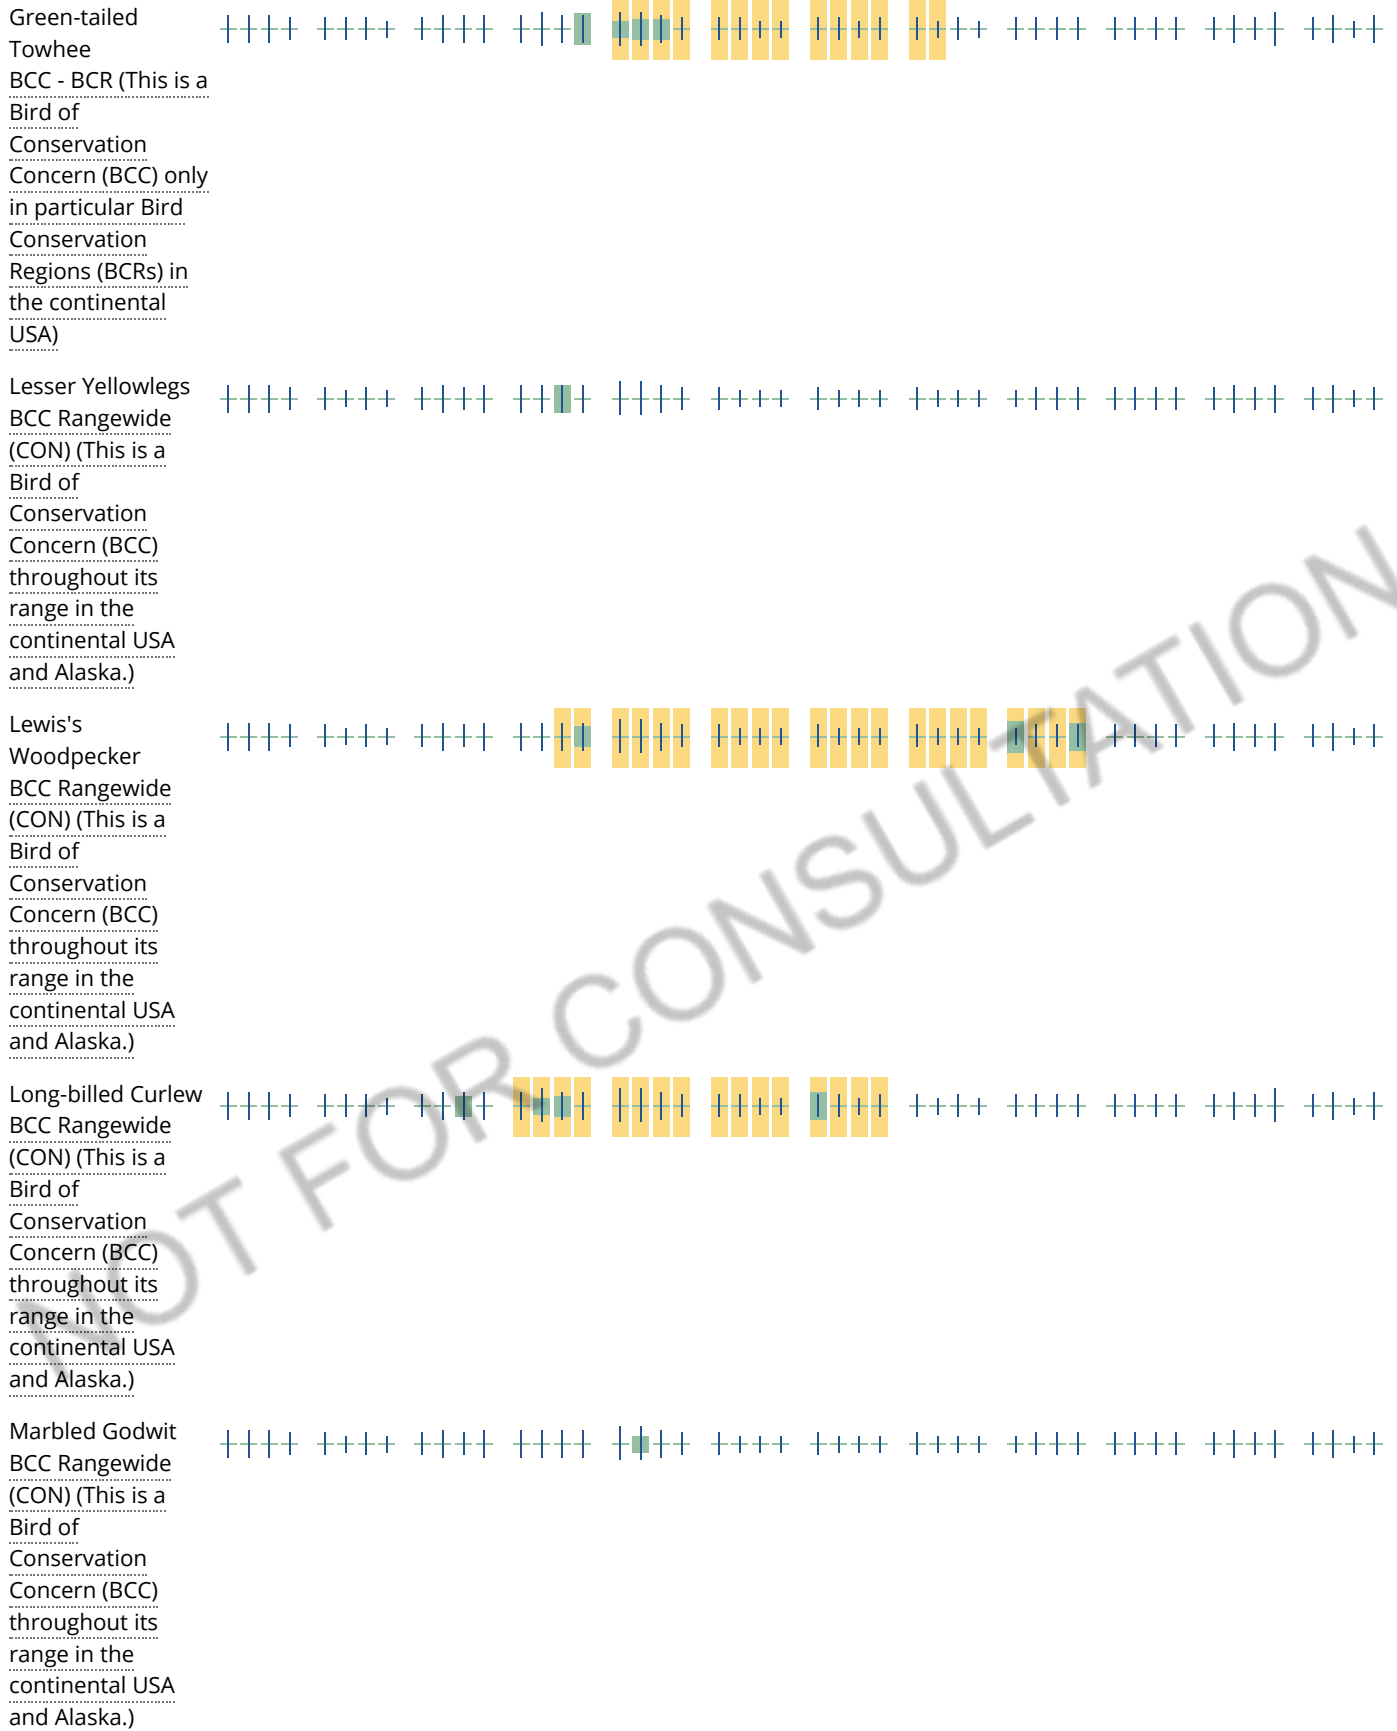 Green-tailed
Towhee
BCC - BCR (This is a
Bird of
Conservation
Concern (BCC) only
in particular Bird
Conservation
Regions (BCRs) in
the continental
USA)
Lesser Yellowlegs
BCC Rangewide
(CON) (This is a
Bird of
Conservation
Concern (BCC)
throughout its
range in the
continental USA
and Alaska.)
Lewis's
Woodpecker
BCC Rangewide
(CON) (This is a
Bird of
Conservation
Concern (BCC)
throughout its
range in the
continental USA
and Alaska.)
Long-billed Curlew
BCC Rangewide
(CON) (This is a
Bird of
Conservation
Concern (BCC)
throughout its
range in the
continental USA
and Alaska.)
Marbled Godwit
BCC Rangewide
(CON) (This is a
Bird of
Conservation
Concern (BCC)
throughout its
range in the
continental USA
and Alaska.)
NOT FOR CONSULTATION